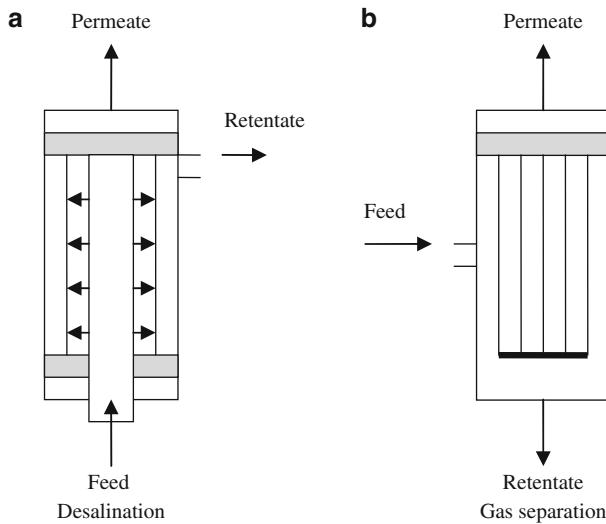 a
Permeate
Retentate
Feed
Desalination
b
Permeate
Feed
Retentate
Gas separation